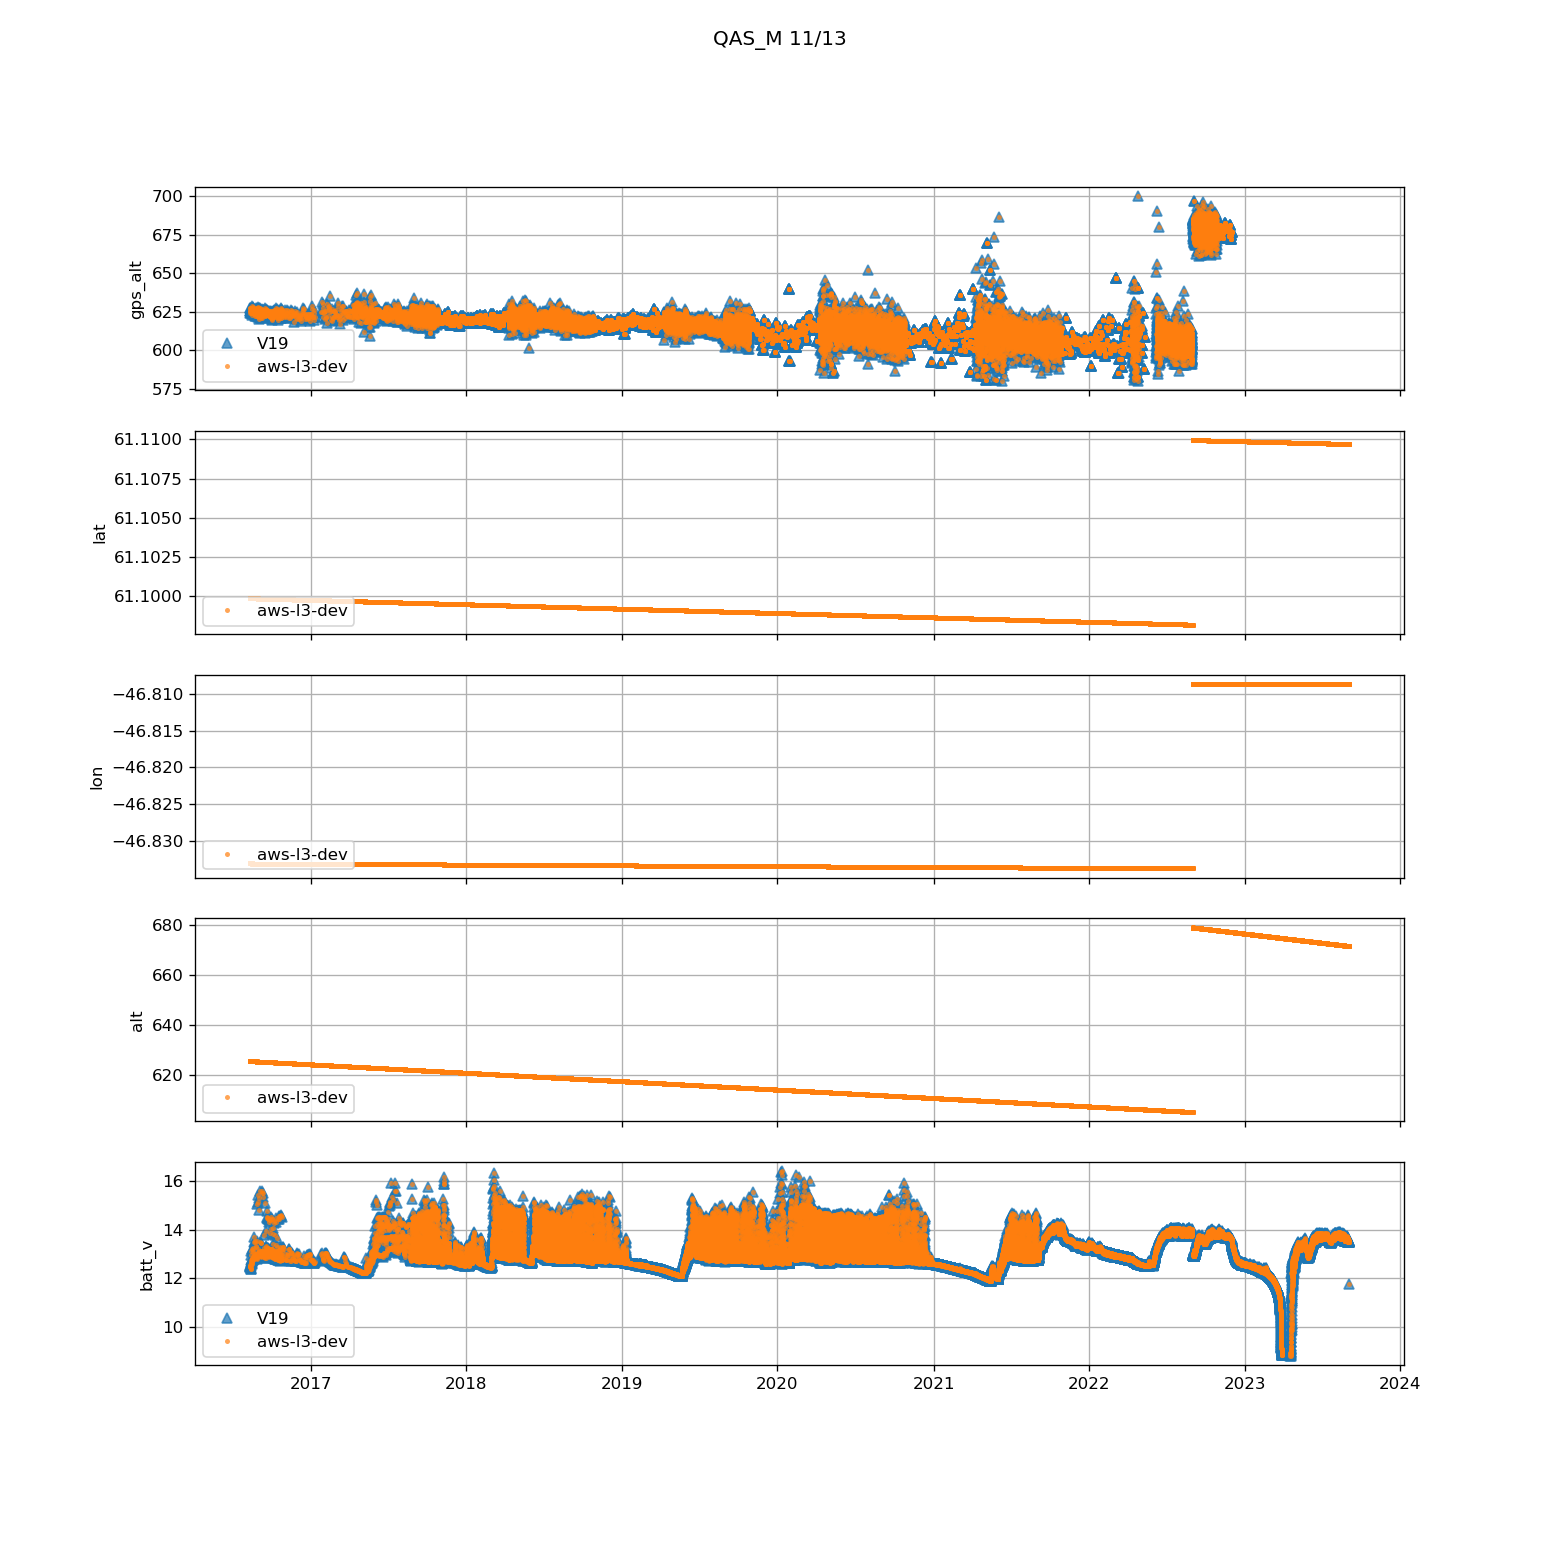 QAS_M 11/13
700
675
650
625
600
575
gps_alt
V19
aws-l3-dev
61.1100
61.1075
61.1050
61.1025
61.1000
lat
aws-l3-dev
−46.810
−46.815
−46.820
−46.825
−46.830
lon
aws-l3-dev
680
660
640
620
alt
aws-l3-dev
16
14
12
10
batt_v
V19
aws-l3-dev
2017 2018 2019 2020 2021 2022 2023 2024